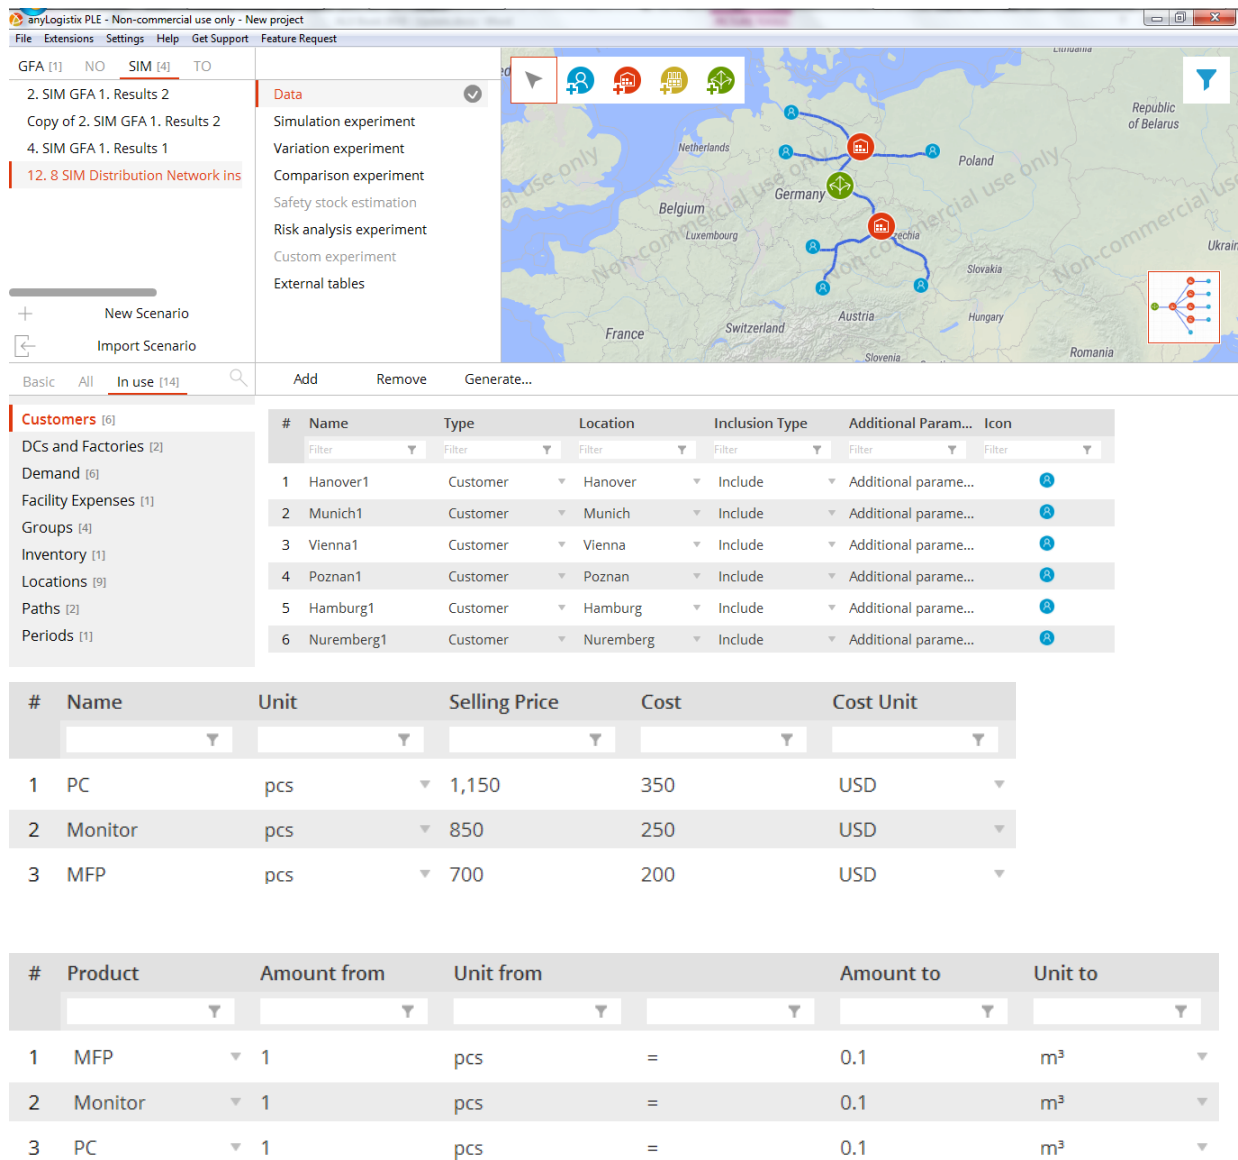 anyLogistix PLE - Non-commercial use only - New project
File Extensions Settings Help Get Support Feature Request
GFA [1] NO SIM [4] TO
2. SIM GFA 1. Results 2
Copy of 2. SIM GFA 1. Results 2
4. SIM GFA 1. Results 1
12. 8 SIM Distribution Network ins
New Scenario
Import Scenario
Data
Simulation experiment
Variation experiment
Comparison experiment
Safety stock estimation
Risk analysis experiment
Custom experiment
External tables
Lithuania
Republic
of Belarus
Netherlands
Poland
Germany
Belgium
Luxembourg
zechia
Ukrain
Slovakia
Austria
Hungary
Switzerland
France
Romania
Slovenia
Non-commercial use only
Non-commercial use only
Non-commercial use
Basic All In use [14]
Add Remove Generate...
Customers [6]
DCs and Factories [2]
Demand [6]
Facility Expenses [1]
Groups [4]
Inventory [1]
Locations [9]
Paths [2]
Periods [1]
# Name Type Location Inclusion Type Additional Param... Icon
Filter Filter Filter Filter Filter Filter
1 Hanover1 Customer Hanover Include Additional parame...
2 Munich1 Customer Munich Include Additional parame...
3 Vienna1 Customer Vienna Include Additional parame...
4 Poznan1 Customer Poznan Include Additional parame...
5 Hamburg1 Customer Hamburg Include Additional parame...
6 Nuremberg1 Customer Nuremberg Include Additional parame...
# Name Unit Selling Price Cost Cost Unit
1 PC pcs 1,150 350 USD
2 Monitor pcs 850 250 USD
3 MFP pcs 700 200 USD
# Product Amount from Unit from Amount to Unit to
1 MFP 1 pcs = 0.1 m³
2 Monitor 1 pcs = 0.1 m³
3 PC 1 pcs = 0.1 m³